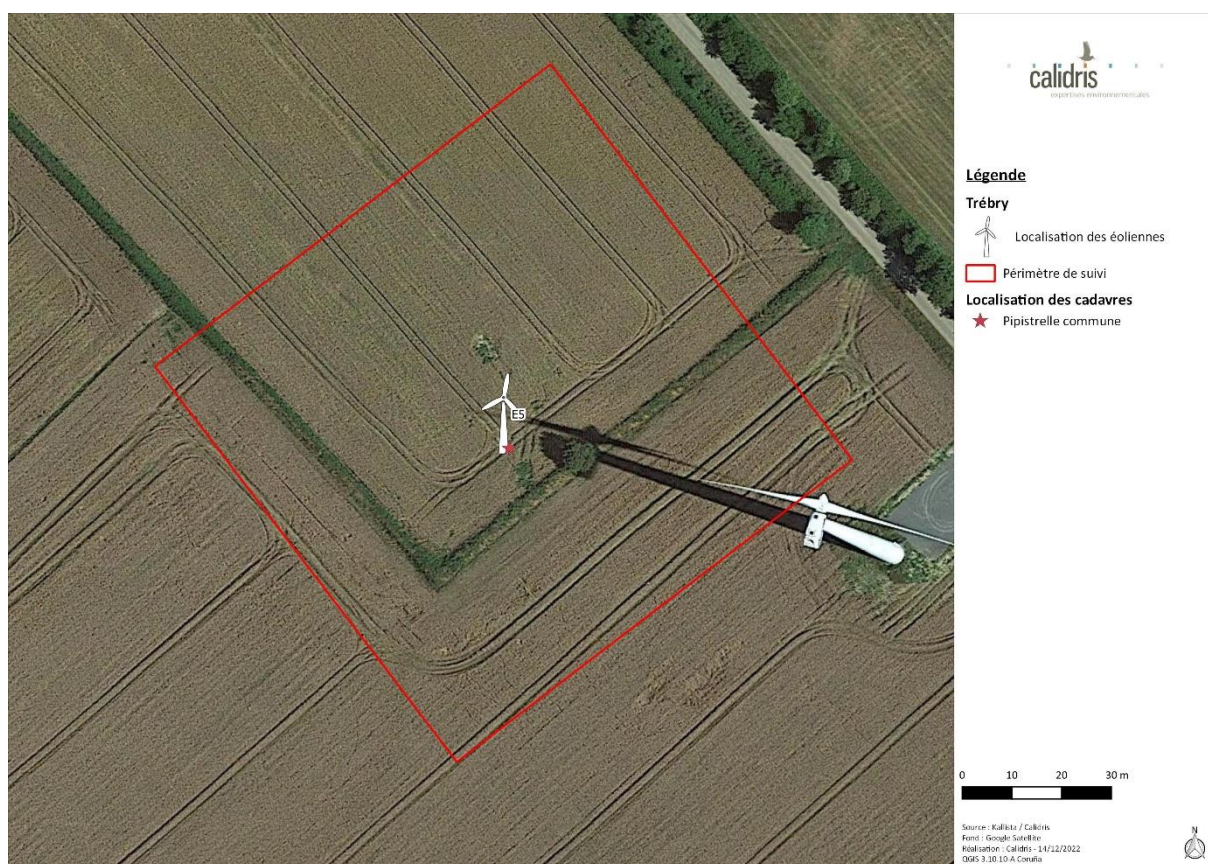 calidris
expertises environnementales
Légende
Trébry
Localisation des éoliennes
Périmètre de suivi
Localisation des cadavres
Pipistrelle commune
E5
0 10 20 30 m
Source : Kallista / Calidris
Fond : Google Satellite
Réalisation : Calidris - 14/12/2022
QGIS 3.10.10-A Coruña
N